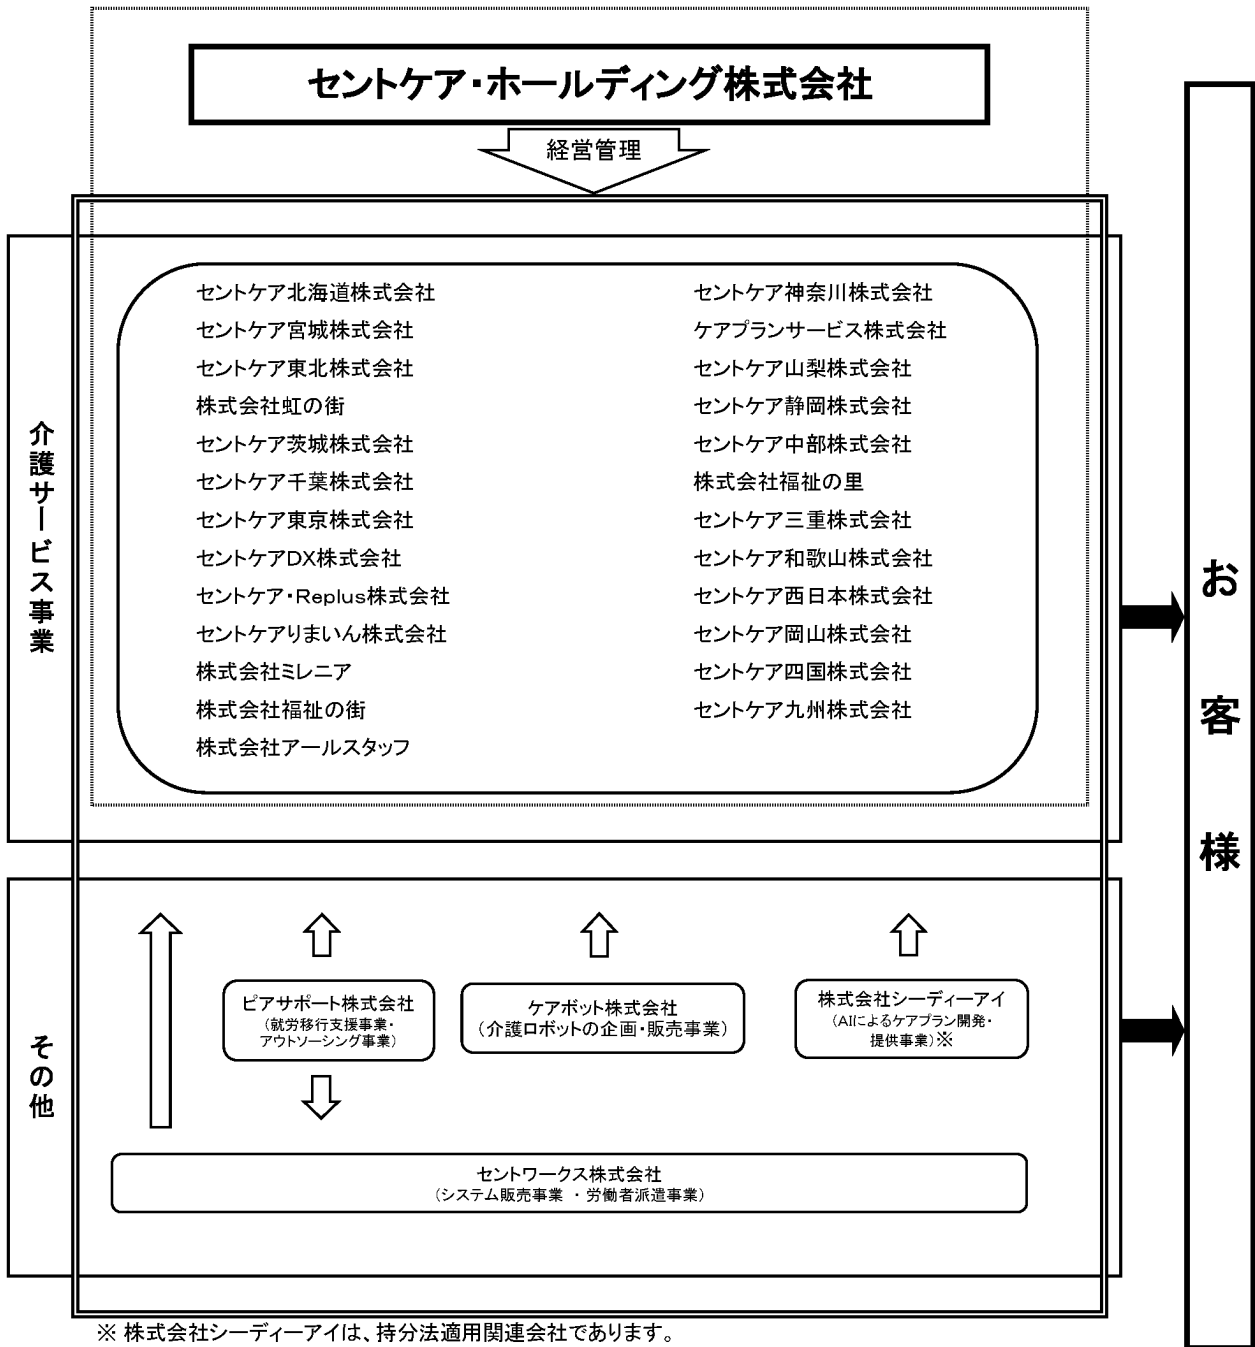 セントケア・ホールディング株式会社
経営管理
介護サービス事業
セントケア北海道株式会社
セントケア宮城株式会社
セントケア東北株式会社
株式会社虹の街
セントケア茨城株式会社
セントケア千葉株式会社
セントケア東京株式会社
セントケアDX株式会社
セントケア・Replus株式会社
セントケアりまいん株式会社
株式会社ミレニア
株式会社福祉の街
株式会社アールスタッフ
セントケア神奈川株式会社
ケアプランサービス株式会社
セントケア山梨株式会社
セントケア静岡株式会社
セントケア中部株式会社
株式会社福祉の里
セントケア三重株式会社
セントケア和歌山株式会社
セントケア西日本株式会社
セントケア岡山株式会社
セントケア四国株式会社
セントケア九州株式会社
お客様
その他
ピアサポート株式会社
(就労移行支援事業・
アウトソーシング事業)
ケアボット株式会社
(介護ロボットの企画・販売事業)
株式会社シーディーアイ
(AIによるケアプラン開発・
提供事業)※
セントワークス株式会社
(システム販売事業 ・ 労働者派遣事業)
※ 株式会社シーディーアイは、持分法適用関連会社であります。